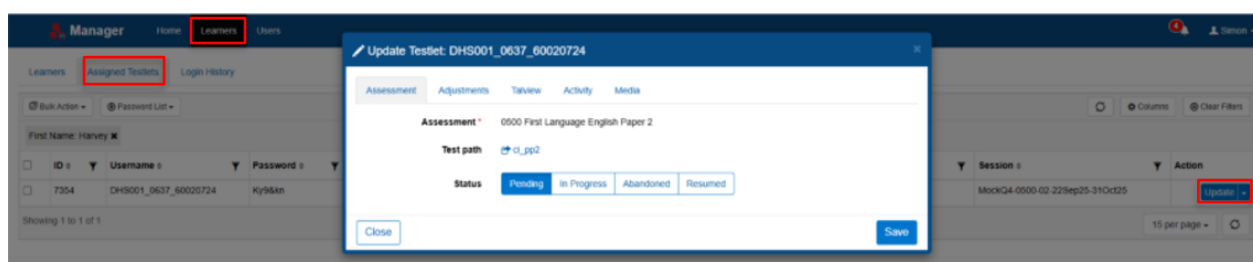 Manager Home Learners Users 4 Simon
Update Testlet: DHS001_0637_60020724
Learners Assigned Testlets Login History
Assessment Adjustments Talview Activity Media
Bulk Action Password List
Columns Clear Filters
Assessment * 0500 First Language English Paper 2
First Name: Harvey
Test path ci_pp2
ID Username Password
Session Action
Status Pending In Progress Abandoned Resumed
7354 DHS001_0637_60020724 Ky9&kn
MockQ4-0500-02-22Sep25-31Oct25 Update
Showing 1 to 1 of 1
15 per page
Close Save